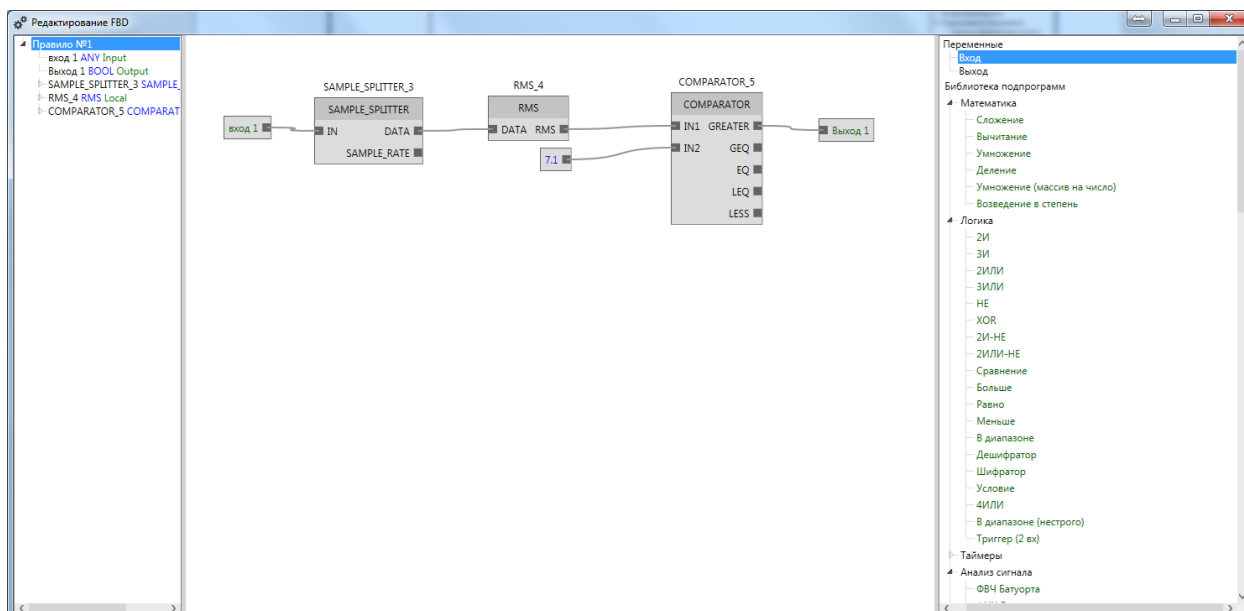 Редактирование FBD
Правило №1
вход 1 ANY Input
Выход 1 BOOL Output
SAMPLE_SPLITTER_3 SAMPLE_
RMS_4 RMS Local
COMPARATOR_5 COMPARAT
SAMPLE_SPLITTER_3
SAMPLE_SPLITTER
IN DATA
SAMPLE_RATE
вход 1
RMS_4
RMS
DATA RMS
7.1
COMPARATOR_5
COMPARATOR
IN1 GREATER
IN2 GEQ
EQ
LEQ
LESS
Выход 1
Переменные
Вход
Выход
Библиотека подпрограмм
Математика
Сложение
Вычитание
Умножение
Деление
Умножение (массив на число)
Возведение в степень
Логика
2И
3И
2ИЛИ
3ИЛИ
НЕ
XOR
2И-НЕ
2ИЛИ-НЕ
Сравнение
Больше
Равно
Меньше
В диапазоне
Дешифратор
Шифратор
Условие
4ИЛИ
В диапазоне (нестрого)
Триггер (2 вх)
Таймеры
Анализ сигнала
ФВЧ Батуорта